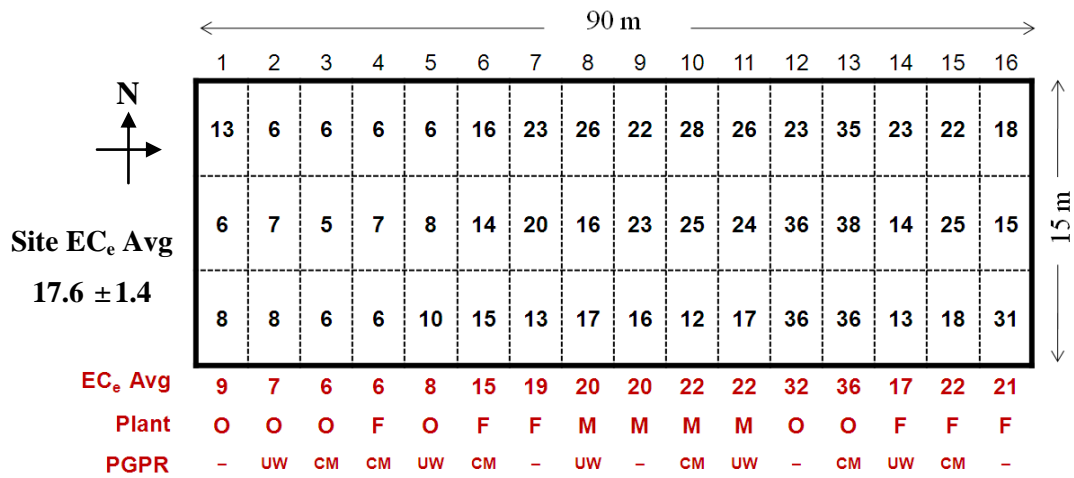 90 m
1 2 3 4 5 6 7 8 9 10 11 12 13 14 15 16
N
13 6 6 6 6 16 23 26 22 28 26 23 35 23 22 18
6 7 5 7 8 14 20 16 23 25 24 36 38 14 25 15
15 m
Site ECe Avg
17.6 ±1.4
8 8 6 6 10 15 13 17 16 12 17 36 36 13 18 31
ECe Avg 9 7 6 6 8 15 19 20 20 22 22 32 36 17 22 21
Plant O O O F O F F M M M M O O F F F
PGPR – UW CM CM UW CM – UW – CM UW – CM UW CM –